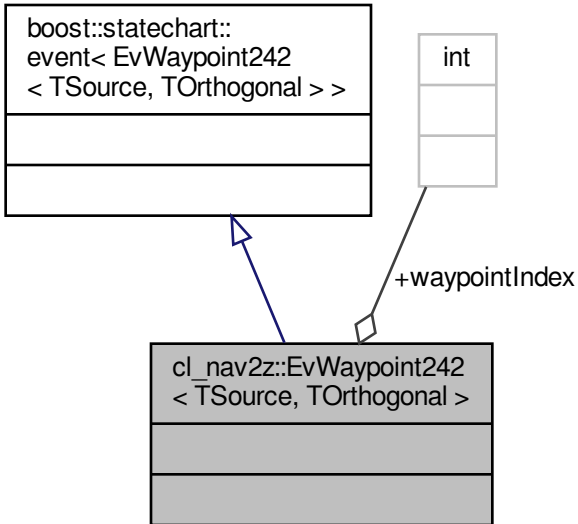 boost::statechart::
event< EvWaypoint242
< TSource, TOrthogonal > >
int
+waypointIndex
cl_nav2z::EvWaypoint242
< TSource, TOrthogonal >